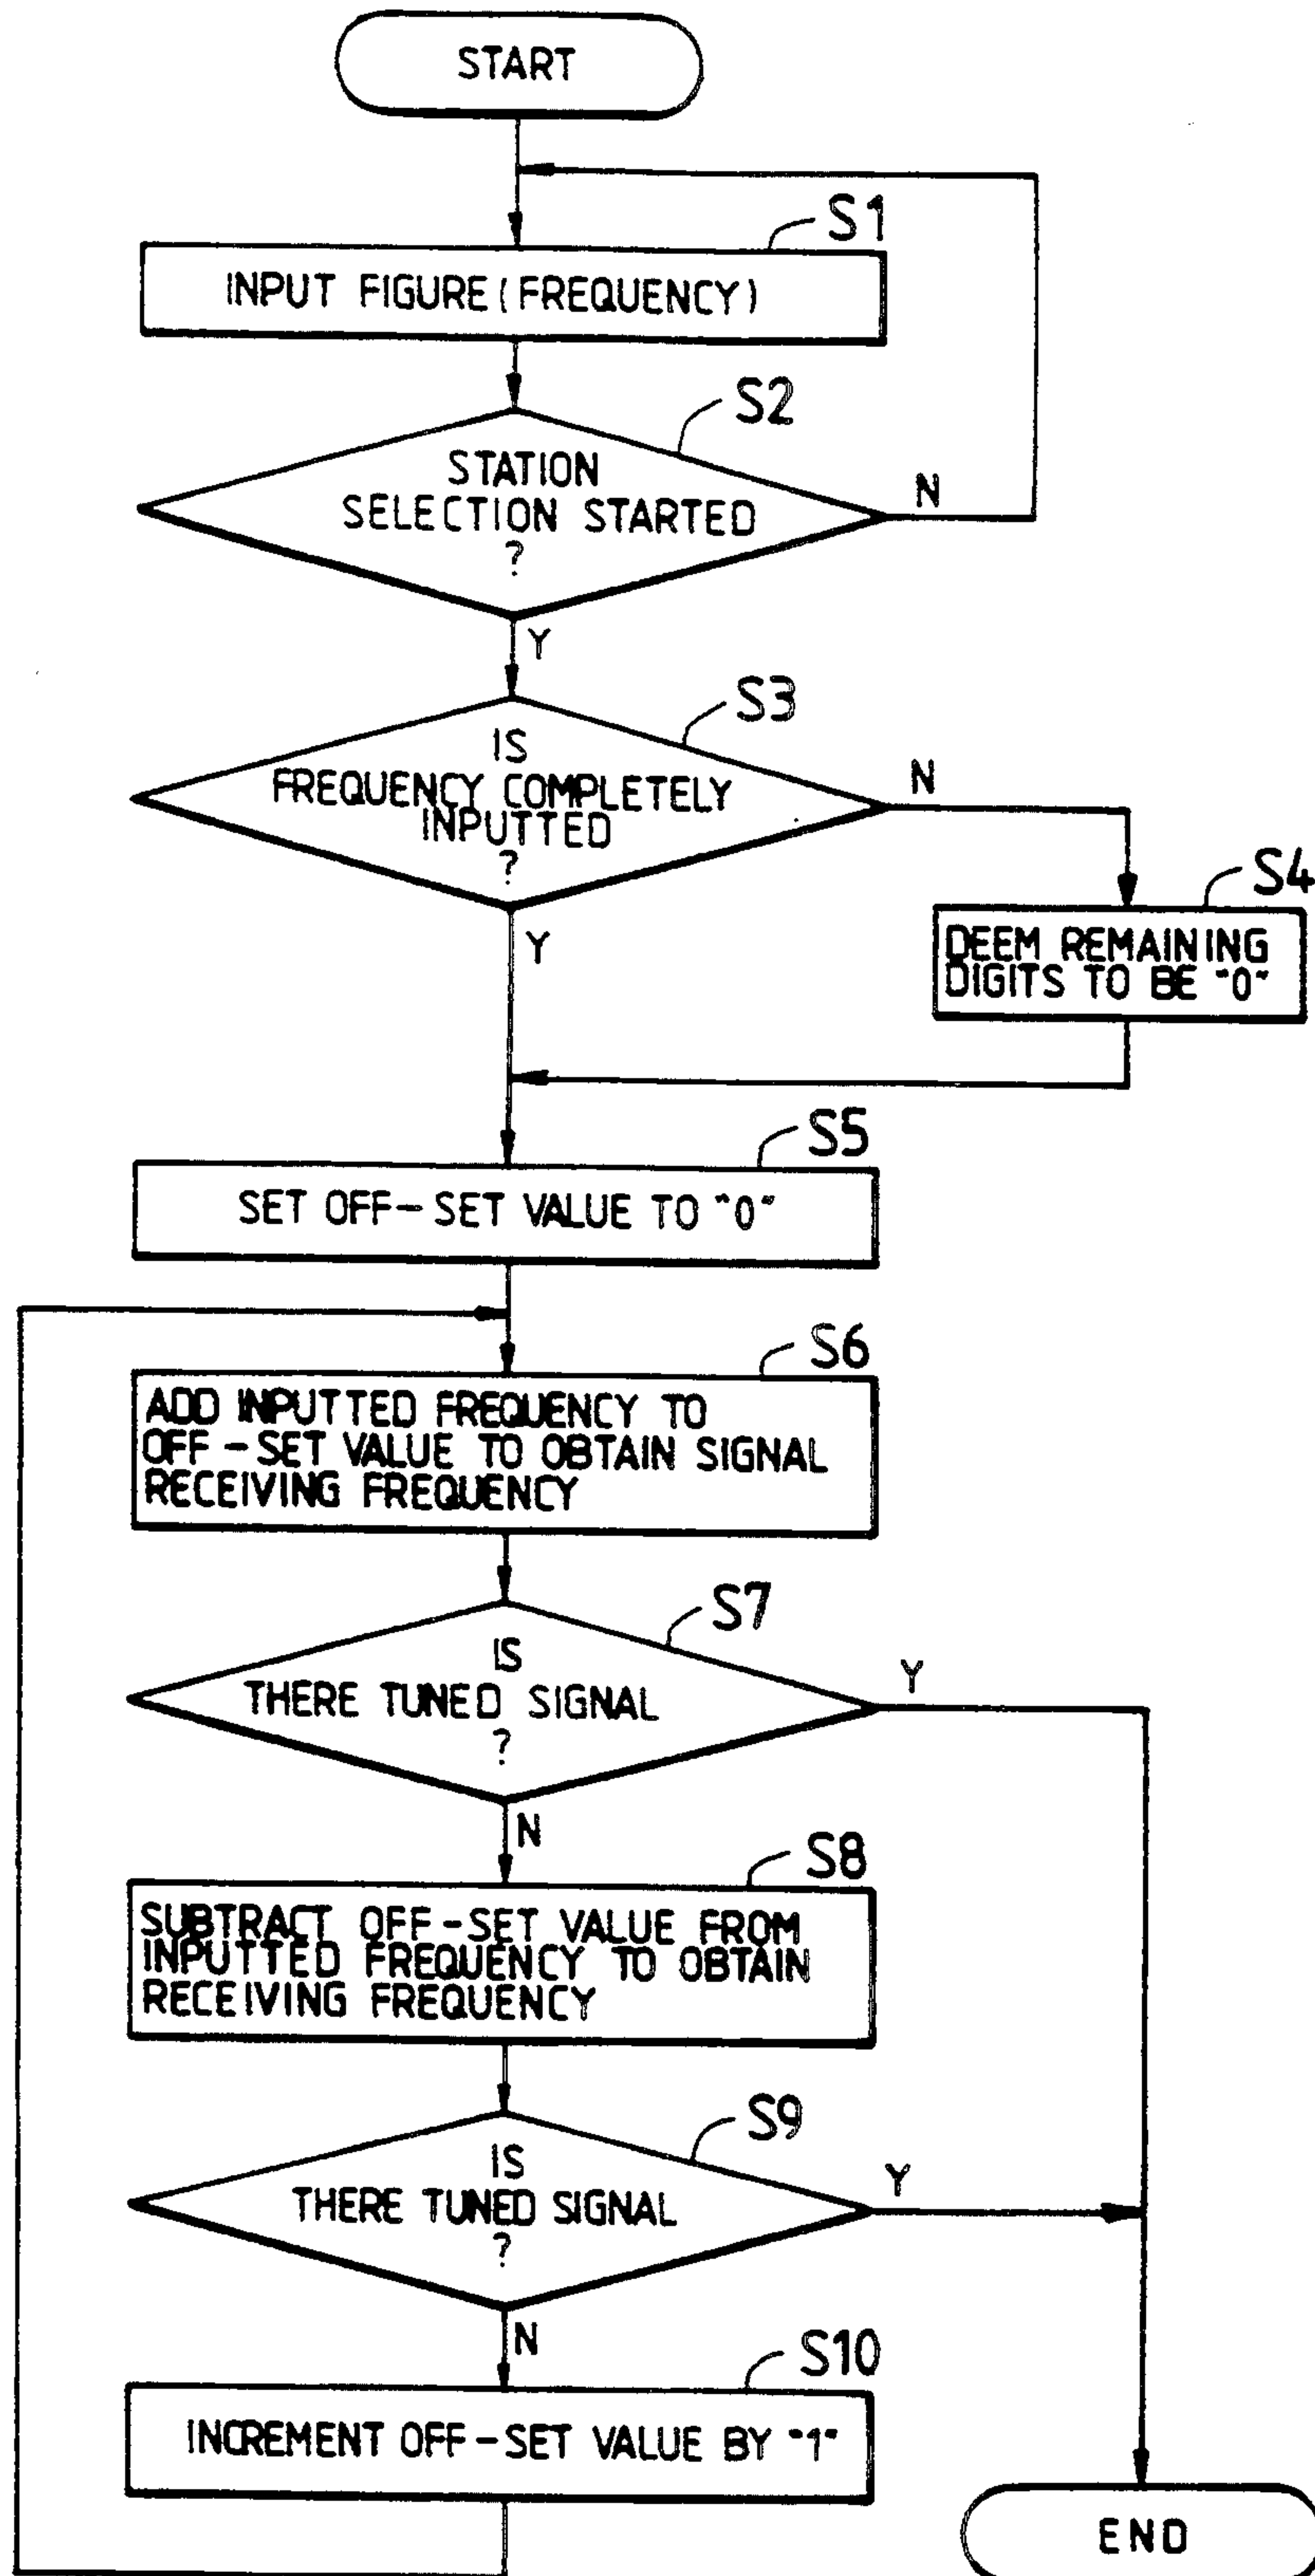 START
S1
INPUT FIGURE (FREQUENCY)
S2
STATION
SELECTION STARTED
?
N
Y
S3
IS
FREQUENCY COMPLETELY
INPUTTED
?
N
Y
S4
DEEM REMAINING
DIGITS TO BE "0"
S5
SET OFF-SET VALUE TO "0"
S6
ADD INPUTTED FREQUENCY TO
OFF-SET VALUE TO OBTAIN SIGNAL
RECEIVING FREQUENCY
S7
IS
THERE TUNED SIGNAL
?
Y
N
S8
SUBTRACT OFF-SET VALUE FROM
INPUTTED FREQUENCY TO OBTAIN
RECEIVING FREQUENCY
S9
IS
THERE TUNED SIGNAL
?
Y
N
S10
INCREMENT OFF-SET VALUE BY "1"
END